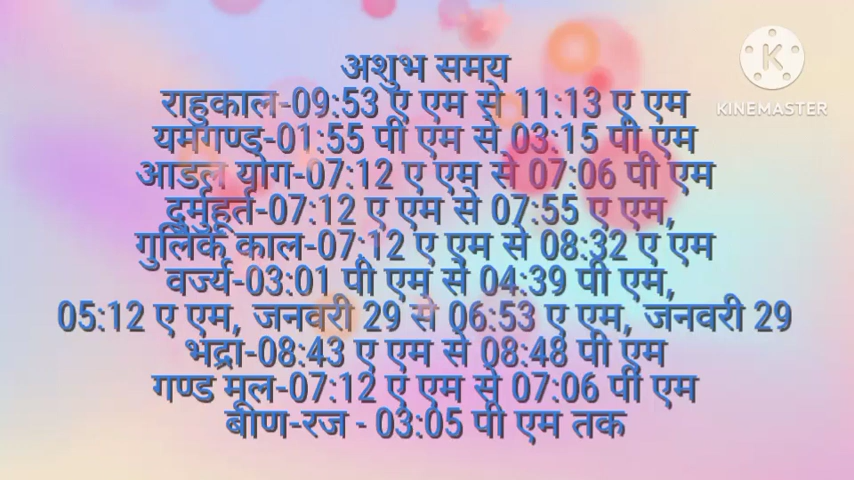 अशुभ समय
राहुकाल-09:53 ए एम से 11:13 ए एम
यमगण्ड-01:55 पी एम से 03:15 पी एम
आडल योग-07:12 ए एम से 07:06 पी एम
दुर्मुहूर्त-07:12 ए एम से 07:55 ए एम,
गुलिक काल-07:12 ए एम से 08:32 ए एम
वर्ज्य-03:01 पी एम से 04:39 पी एम,
05:12 ए एम, जनवरी 29 से 06:53 ए एम, जनवरी 29
भद्रा-08:43 ए एम से 08:48 पी एम
गण्ड मूल-07:12 ए एम से 07:06 पी एम
बाण-रज - 03:05 पी एम तक
K
KINEMASTER